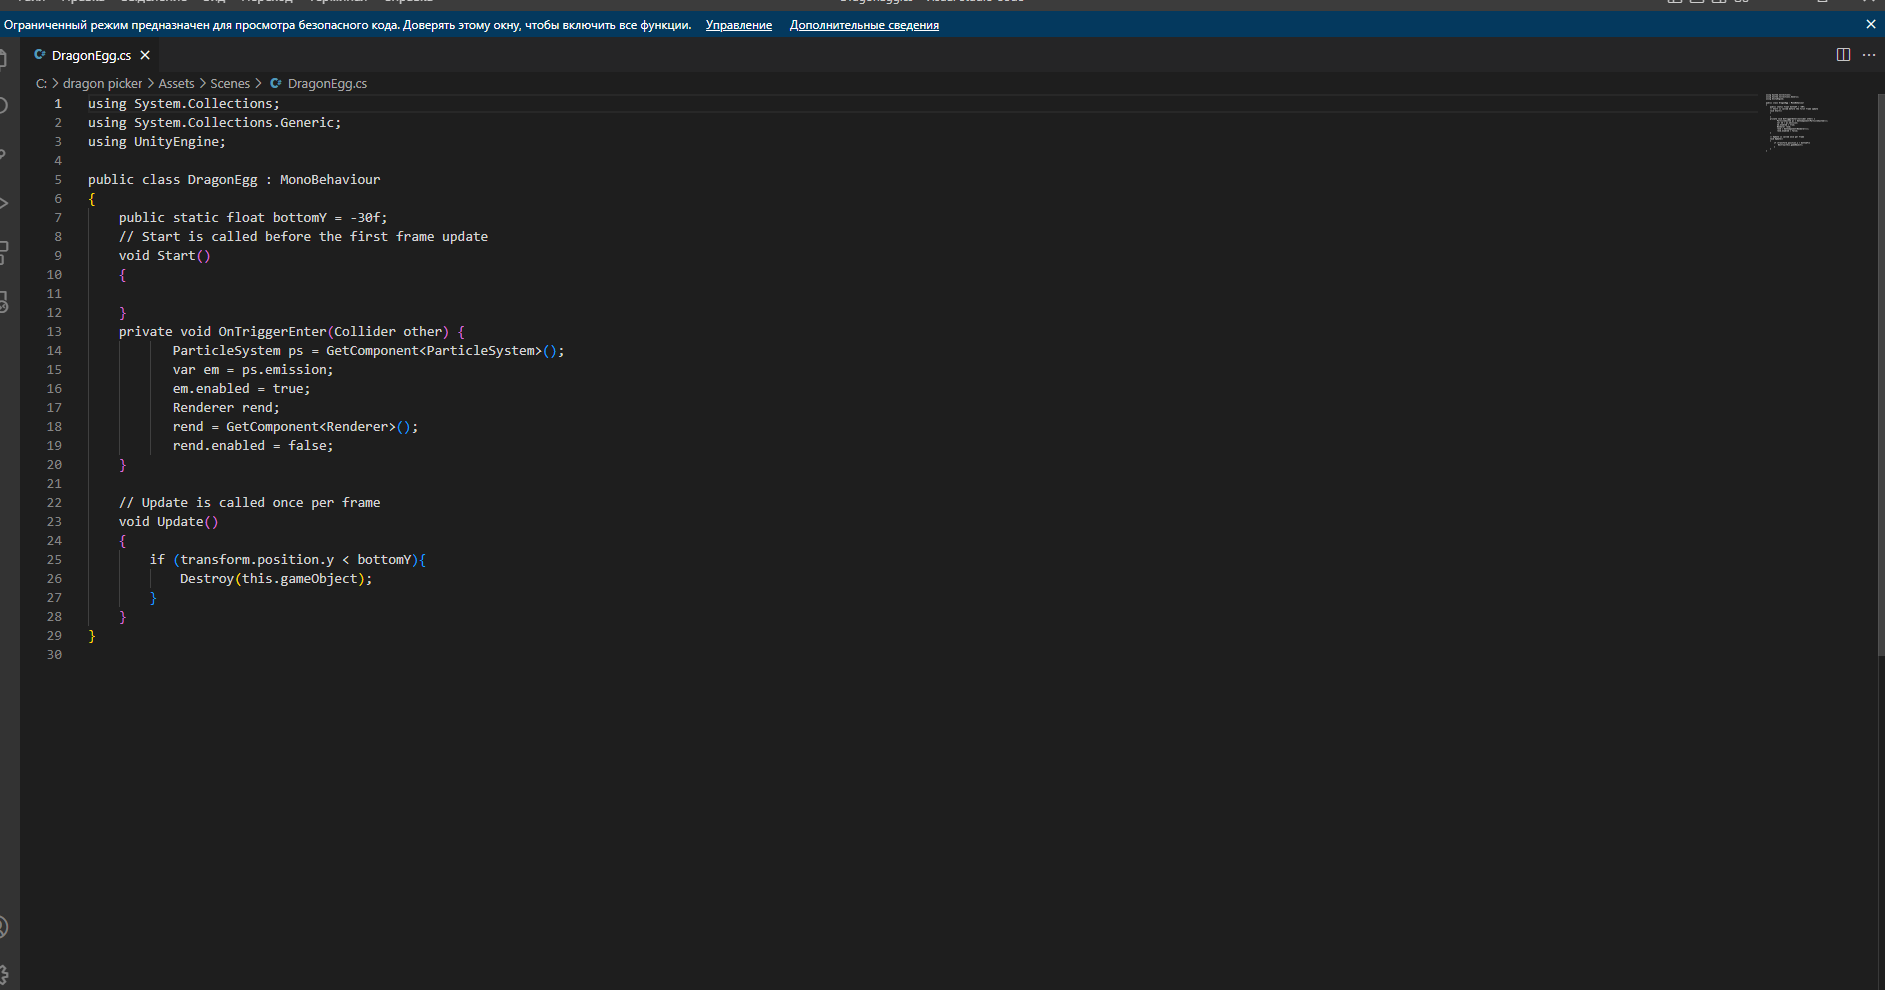 Ограниченный режим предназначен для просмотра безопасного кода. Доверять этому окну, чтобы включить все функции. Управление Дополнительные сведения
DragonEgg.cs
C: > dragon picker > Assets > Scenes > DragonEgg.cs
1 using System.Collections;
2 using System.Collections.Generic;
3 using UnityEngine;
4
5 public class DragonEgg : MonoBehaviour
6 {
7 public static float bottomY = -30f;
8 // Start is called before the first frame update
9 void Start()
10 {
11
12 }
13 private void OnTriggerEnter(Collider other) {
14 ParticleSystem ps = GetComponent<ParticleSystem>();
15 var em = ps.emission;
16 em.enabled = true;
17 Renderer rend;
18 rend = GetComponent<Renderer>();
19 rend.enabled = false;
20 }
21
22 // Update is called once per frame
23 void Update()
24 {
25 if (transform.position.y < bottomY){
26 Destroy(this.gameObject);
27 }
28 }
29 }
30